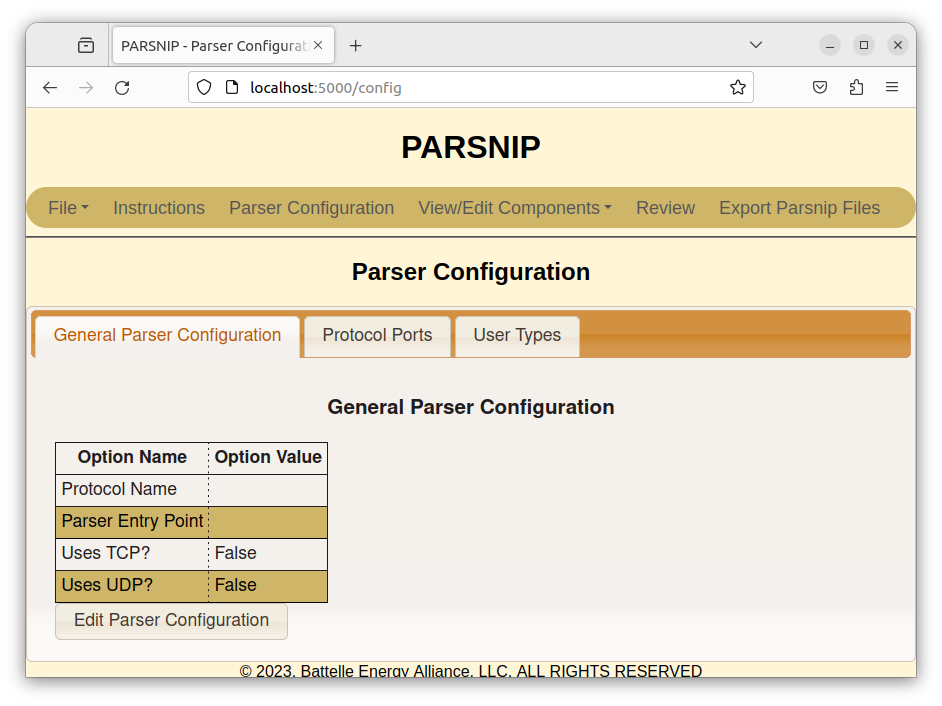 PARSNIP - Parser Configurat
localhost:5000/config
PARSNIP
File Instructions Parser Configuration View/Edit Components Review Export Parsnip Files
Parser Configuration
General Parser Configuration Protocol Ports User Types
General Parser Configuration
Option Name Option Value
Protocol Name
Parser Entry Point
Uses TCP? False
Uses UDP? False
Edit Parser Configuration
© 2023, Battelle Energy Alliance, LLC, ALL RIGHTS RESERVED